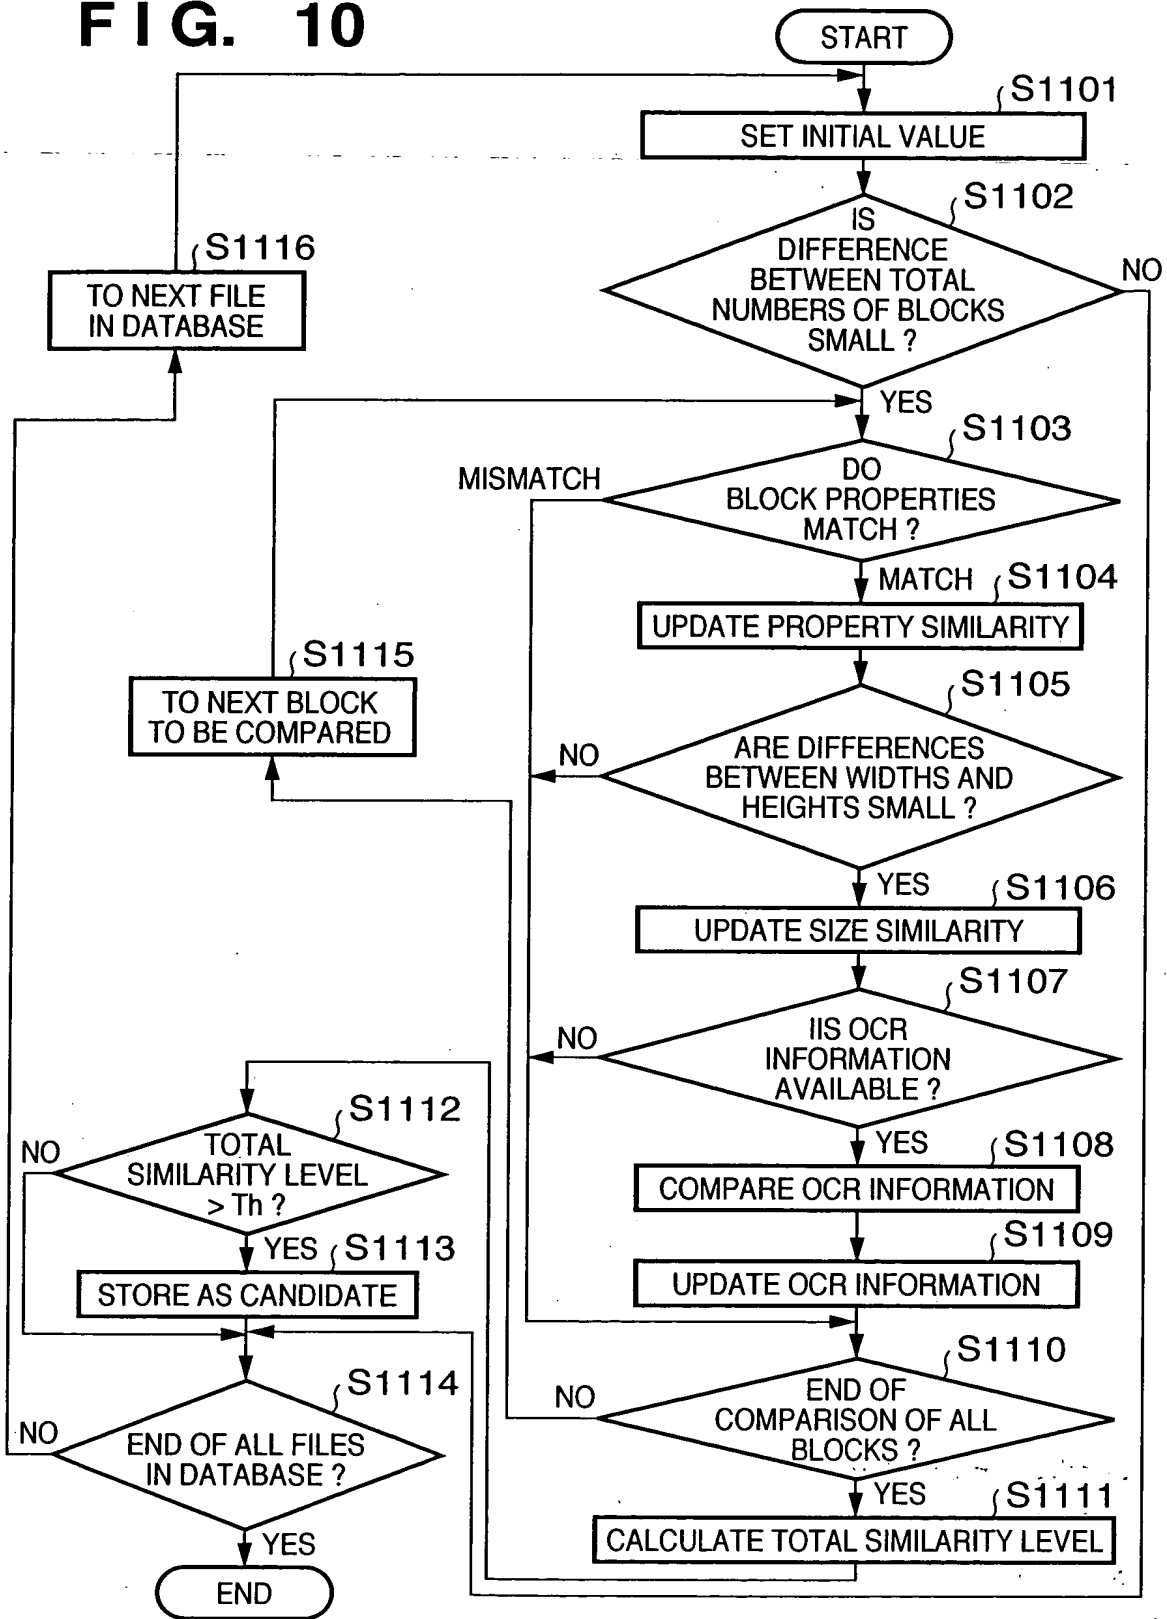 FIG. 10
START
S1101
SET INITIAL VALUE
S1102
IS
DIFFERENCE
BETWEEN TOTAL
NUMBERS OF BLOCKS
SMALL ?
NO
YES
S1116
TO NEXT FILE
IN DATABASE
S1103
DO
BLOCK PROPERTIES
MATCH ?
MISMATCH
MATCH
S1104
UPDATE PROPERTY SIMILARITY
S1115
TO NEXT BLOCK
TO BE COMPARED
S1105
ARE DIFFERENCES
BETWEEN WIDTHS AND
HEIGHTS SMALL ?
NO
YES
S1106
UPDATE SIZE SIMILARITY
S1107
IIS OCR
INFORMATION
AVAILABLE ?
NO
YES
S1108
COMPARE OCR INFORMATION
S1109
UPDATE OCR INFORMATION
S1110
END OF
COMPARISON OF ALL
BLOCKS ?
NO
YES
S1111
CALCULATE TOTAL SIMILARITY LEVEL
S1112
TOTAL
SIMILARITY LEVEL
> Th ?
NO
YES
S1113
STORE AS CANDIDATE
S1114
END OF ALL FILES
IN DATABASE ?
NO
YES
END